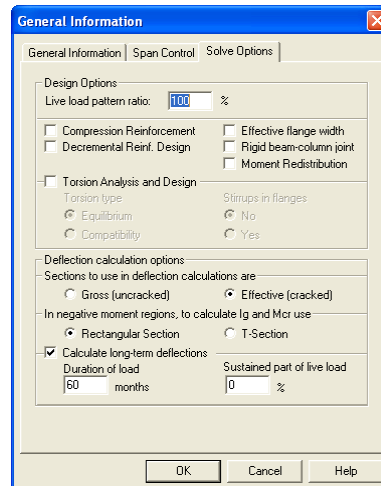 General Information
General Information Span Control Solve Options
Design Options
Live load pattern ratio: 100 %
Compression Reinforcement Effective flange width
Decremental Reinf. Design Rigid beam-column joint
Moment Redistribution
Torsion Analysis and Design
Torsion type Stirrups in flanges
Equilibrium No
Compatibility Yes
Deflection calculation options
Sections to use in deflection calculations are
Gross (uncracked) Effective (cracked)
In negative moment regions, to calculate Ig and Mcr use
Rectangular Section T-Section
Calculate long-term deflections
Duration of load Sustained part of live load
60 months 0 %
OK Cancel Help